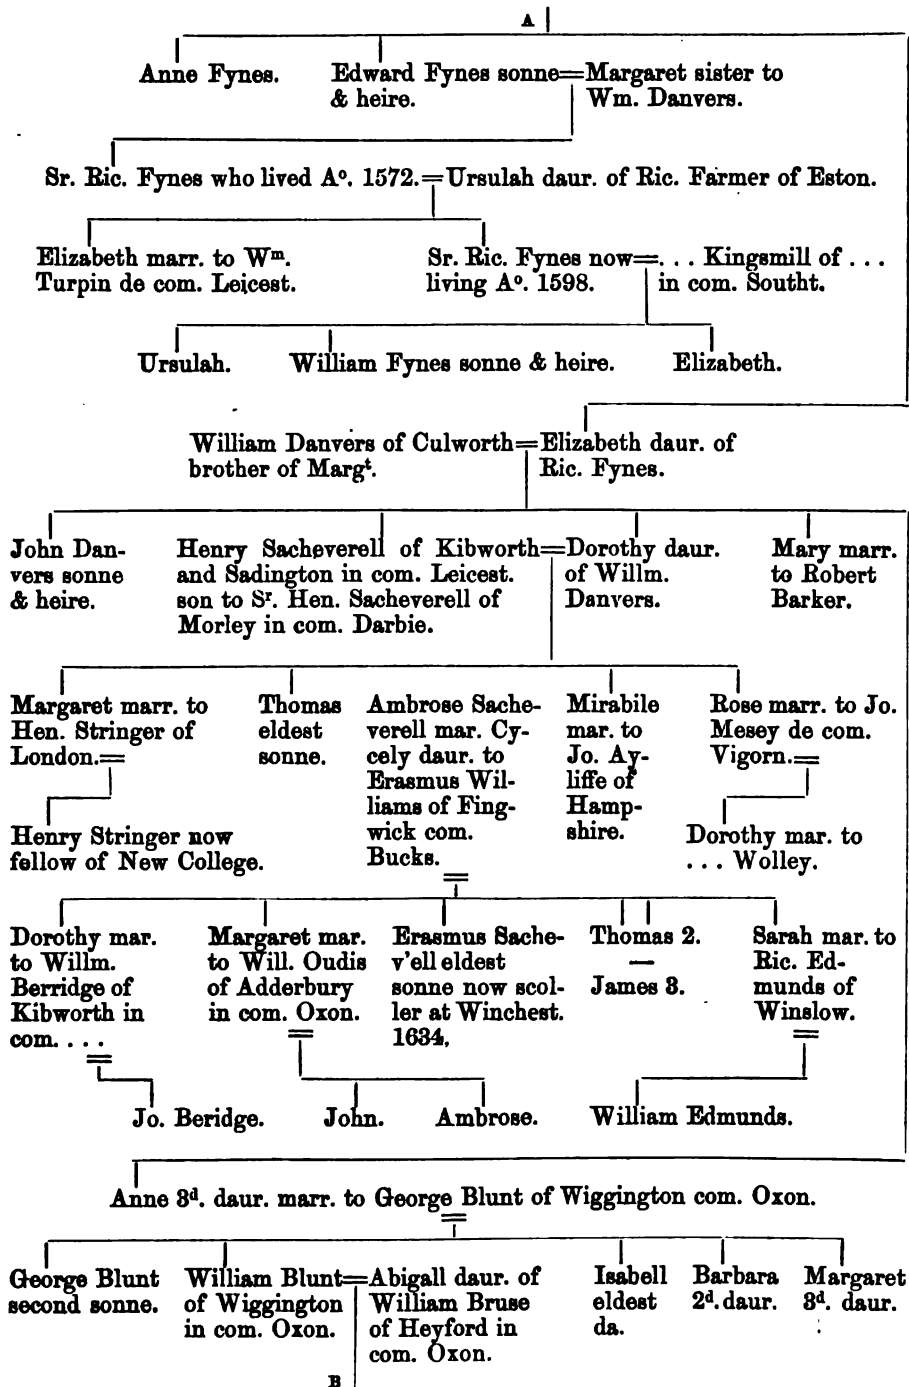 A
Anne Fynes. Edward Fynes sonne=Margaret sister to
& heire. Wm. Danvers.
Sr. Ric. Fynes who lived Aº. 1572.=Ursulah daur. of Ric. Farmer of Eston.
Elizabeth marr. to Wᵐ. Sr. Ric. Fynes now=. . . Kingsmill of . . .
Turpin de com. Leicest. living Aº. 1598. in com. Southt.
Ursulah. William Fynes sonne & heire. Elizabeth.
William Danvers of Culworth=Elizabeth daur. of
brother of Margᵗ. Ric. Fynes.
John Dan- Henry Sacheverell of Kibworth=Dorothy daur. Mary marr.
vers sonne and Sadington in com. Leicest. of Willm. to Robert
& heire. son to Sʳ. Hen. Sacheverell of Danvers. Barker.
Morley in com. Darbie.
Margaret marr. to Thomas Ambrose Sache- Mirabile Rose marr. to Jo.
Hen. Stringer of eldest verell mar. Cy- mar. to Mesey de com.
London.= sonne. cely daur. to Jo. Ay- Vigorn.=
Erasmus Wil- liffe of
liams of Fing- Hamp-
Henry Stringer now wick com. shire. Dorothy mar. to
fellow of New College. Bucks. . . . Wolley.
=
Dorothy mar. Margaret mar. Erasmus Sache- Thomas 2. Sarah mar. to
to Willm. to Will. Oudis v'ell eldest — Ric. Ed-
Berridge of of Adderbury sonne now scol- James 3. munds of
Kibworth in in com. Oxon. ler at Winchest. Winslow.
com. . . . = 1634, =
=
Jo. Beridge. John. Ambrose. William Edmunds.
Anne 3ᵈ. daur. marr. to George Blunt of Wiggington com. Oxon.
=
George Blunt William Blunt=Abigall daur. of Isabell Barbara Margaret
second sonne. of Wiggington William Bruse eldest 2ᵈ. daur. 3ᵈ. daur.
in com. Oxon. of Heyford in da.
com. Oxon.
B